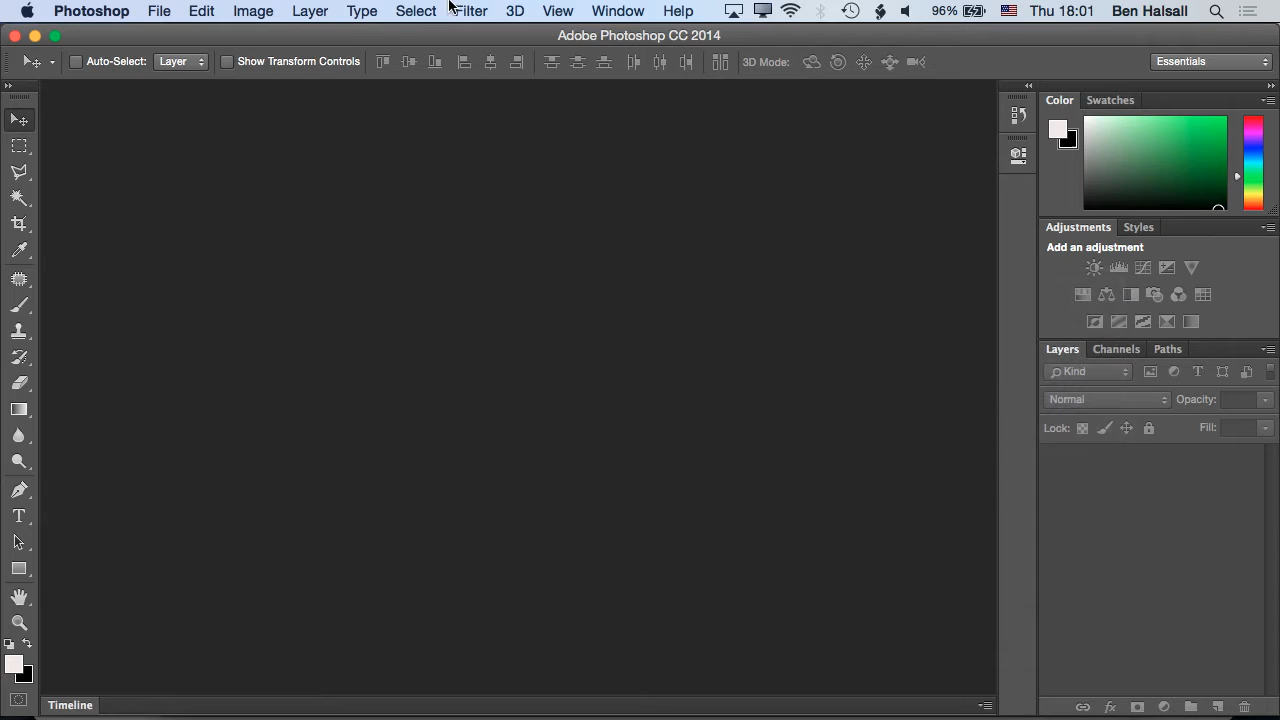 Photoshop File Edit Image Layer Type Select Filter 3D View Window Help 96% Thu 18:01 Ben Halsall
Adobe Photoshop CC 2014
Auto-Select: Layer Show Transform Controls 3D Mode: Essentials
Color Swatches
Adjustments Styles
Add an adjustment
Layers Channels Paths
Kind
Normal Opacity:
Lock: Fill:
T
Timeline
fx